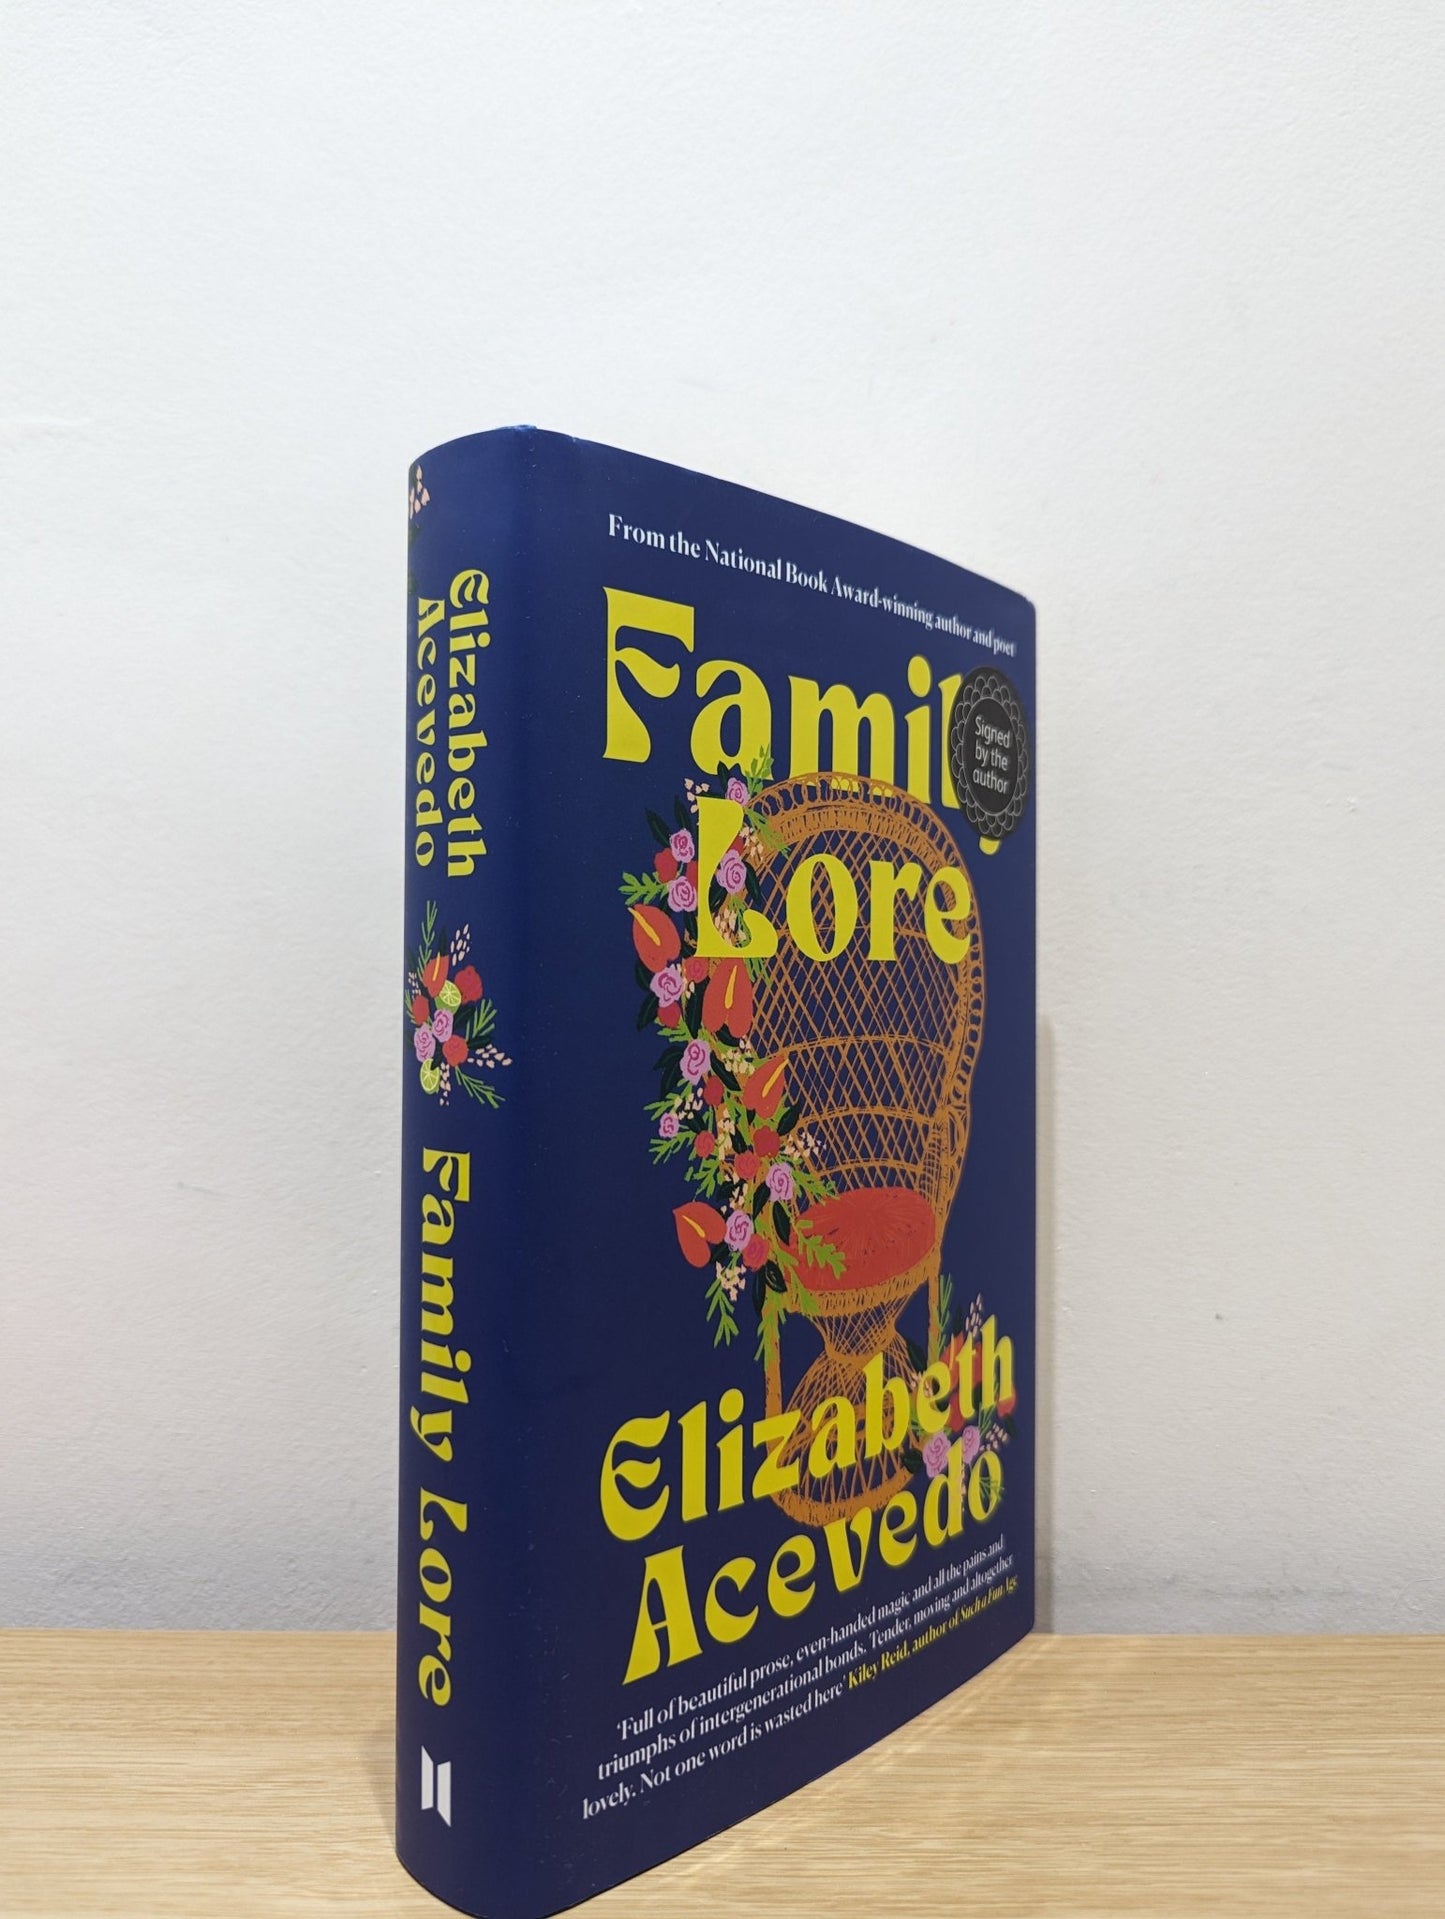 Elizabeth
Acevedo
Family Lore
From the National Book Award-winning author and poet
Family
Lore
Signed
by the
author
Elizabeth
Acevedo
‘Full of beautiful prose, even-handed magic and all the pains and
triumphs of intergenerational bonds. Tender, moving and altogether
lovely. Not one word is wasted here’ Kiley Reid, author of Such a Fun Age